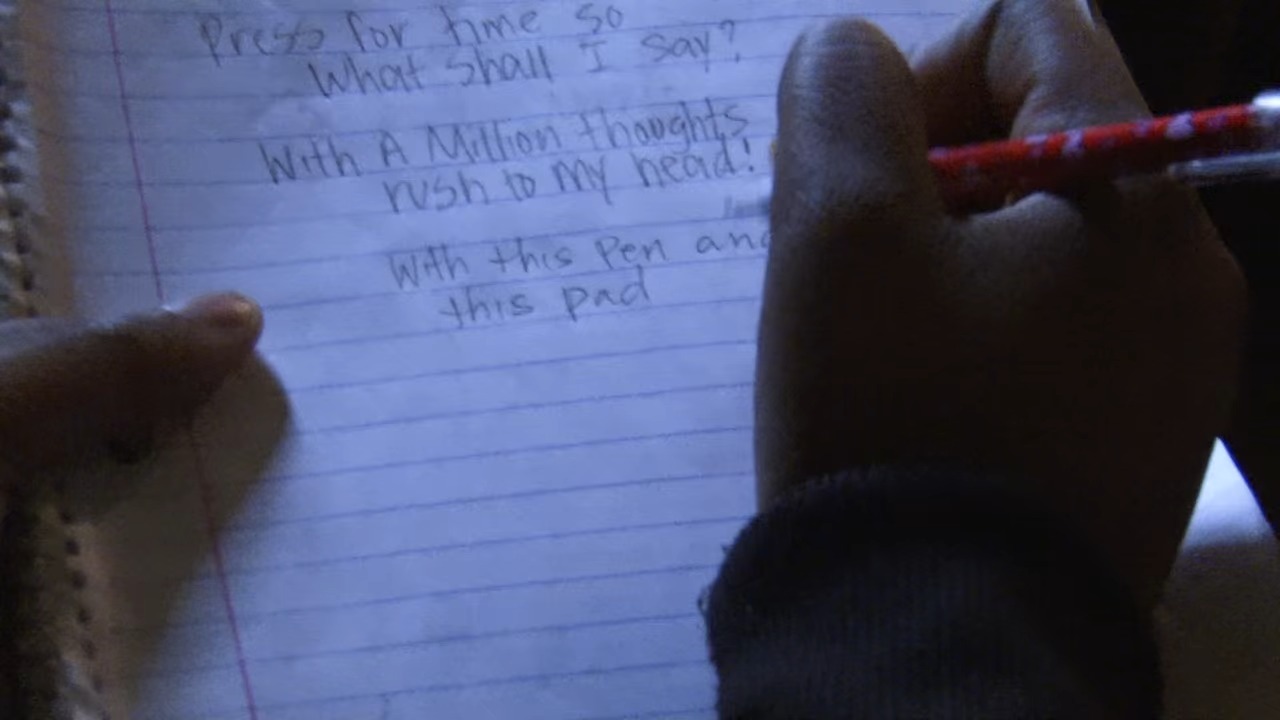 Press for time so
What shall I say?
With A Million thoughts
rush to my head!
With this Pen and
this pad